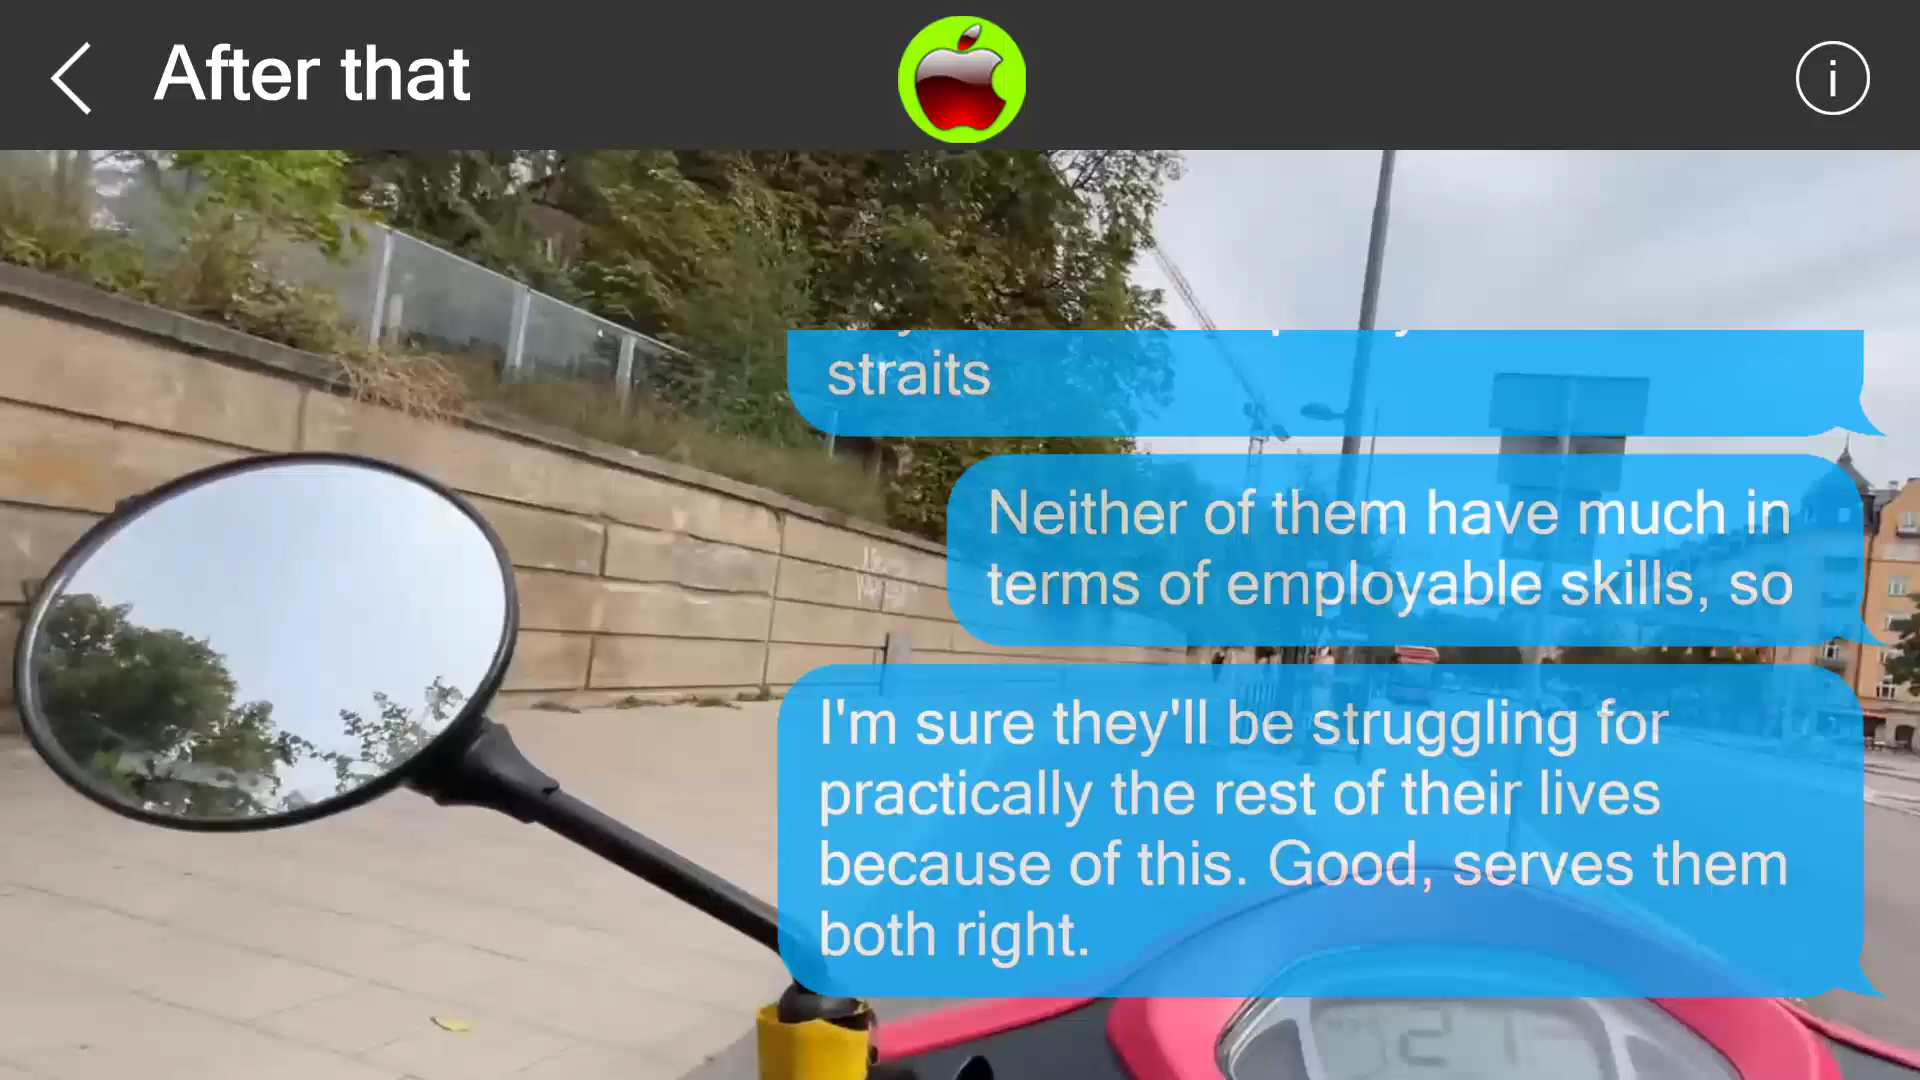 After that
straits
Neither of them have much in
terms of employable skills, so
I'm sure they'll be struggling for
practically the rest of their lives
because of this. Good, serves them
both right.